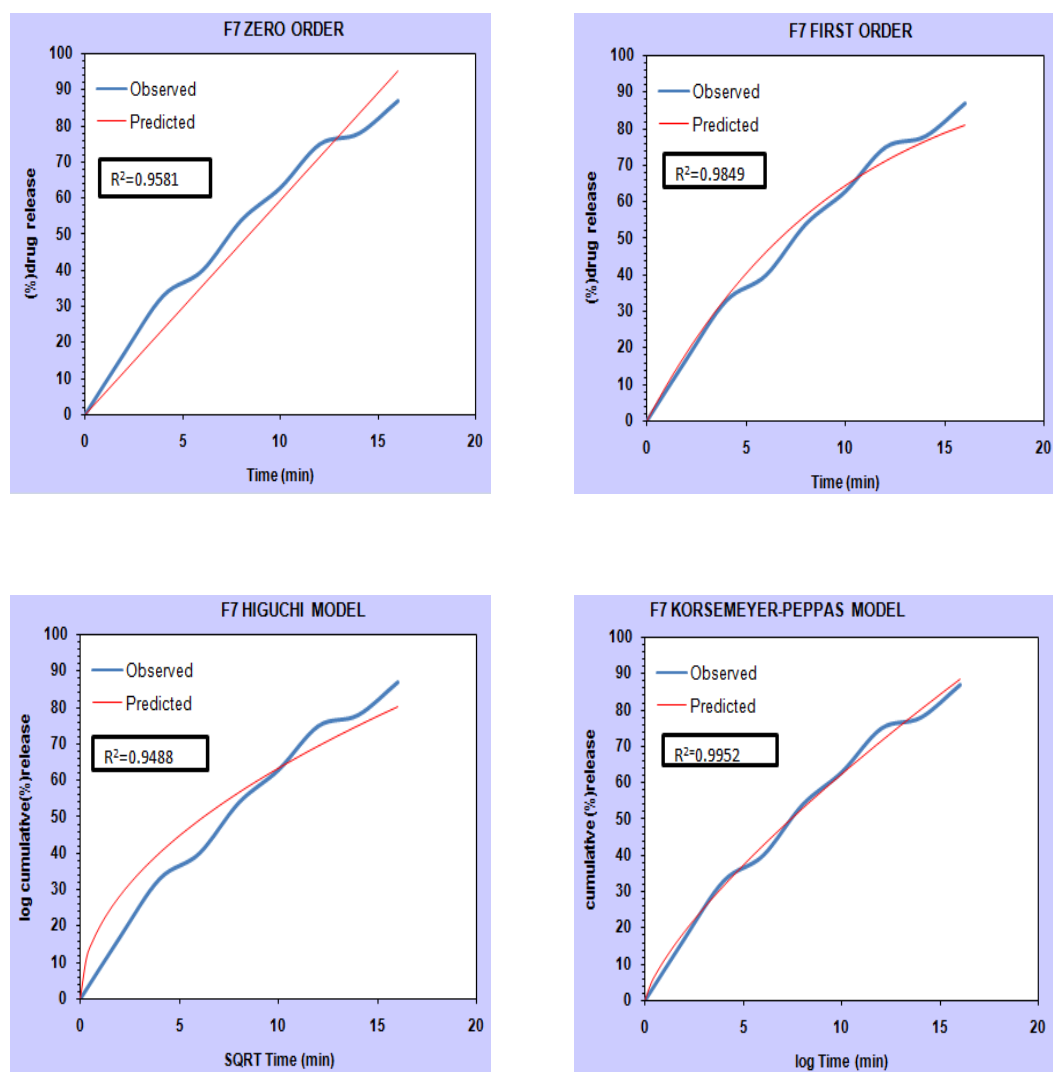 F7 ZERO ORDER
100
90
80
70
60
50
40
30
20
10
0
(%)drug release
Observed
Predicted
R²=0.9581
0 5 10 15 20
Time (min)
F7 FIRST ORDER
100
90
80
70
60
50
40
30
20
10
0
(%)drug release
Observed
Predicted
R²=0.9849
0 5 10 15 20
Time (min)
F7 HIGUCHI MODEL
100
90
80
70
60
50
40
30
20
10
0
log cumulative(%)release
Observed
Predicted
R²=0.9488
0 5 10 15 20
SQRT Time (min)
F7 KORSEMEYER-PEPPAS MODEL
100
90
80
70
60
50
40
30
20
10
0
cumulative (%)release
Observed
Predicted
R²=0.9952
0 5 10 15 20
log Time (min)